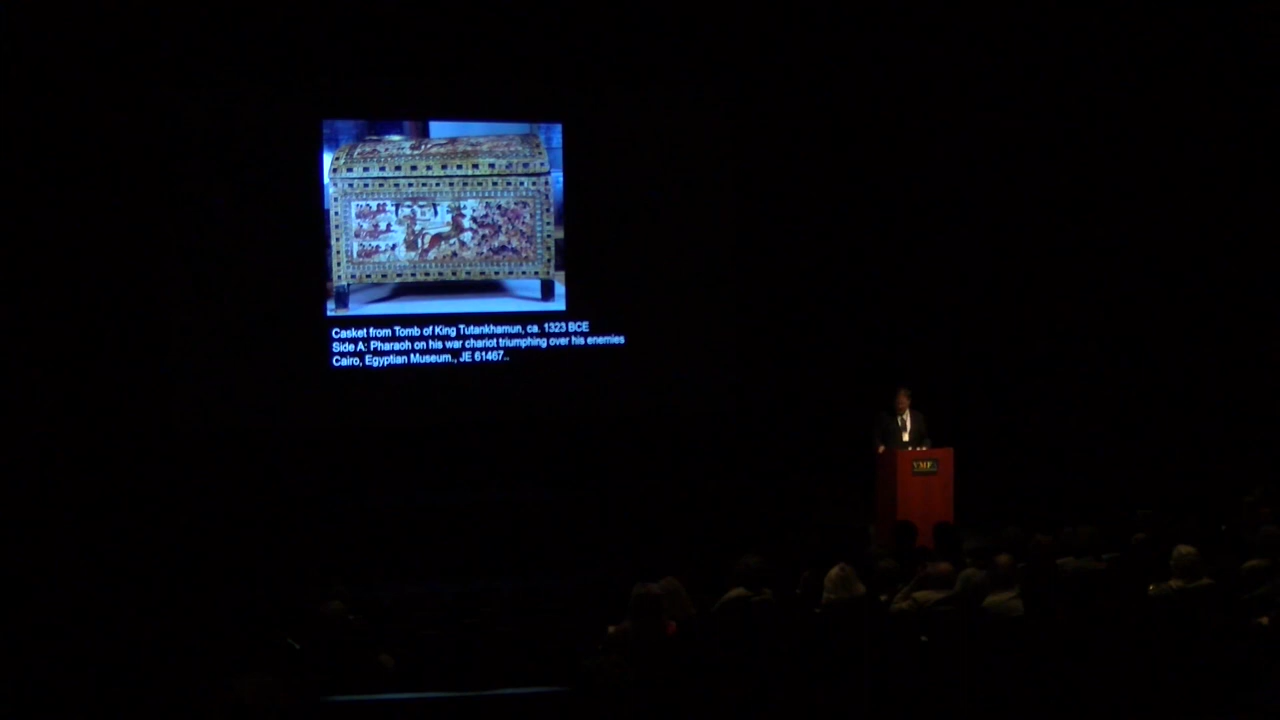 Casket from Tomb of King Tutankhamun, ca. 1323 BCE
Side A: Pharaoh on his war chariot triumphing over his enemies
Cairo, Egyptian Museum., JE 61467..
VMFA